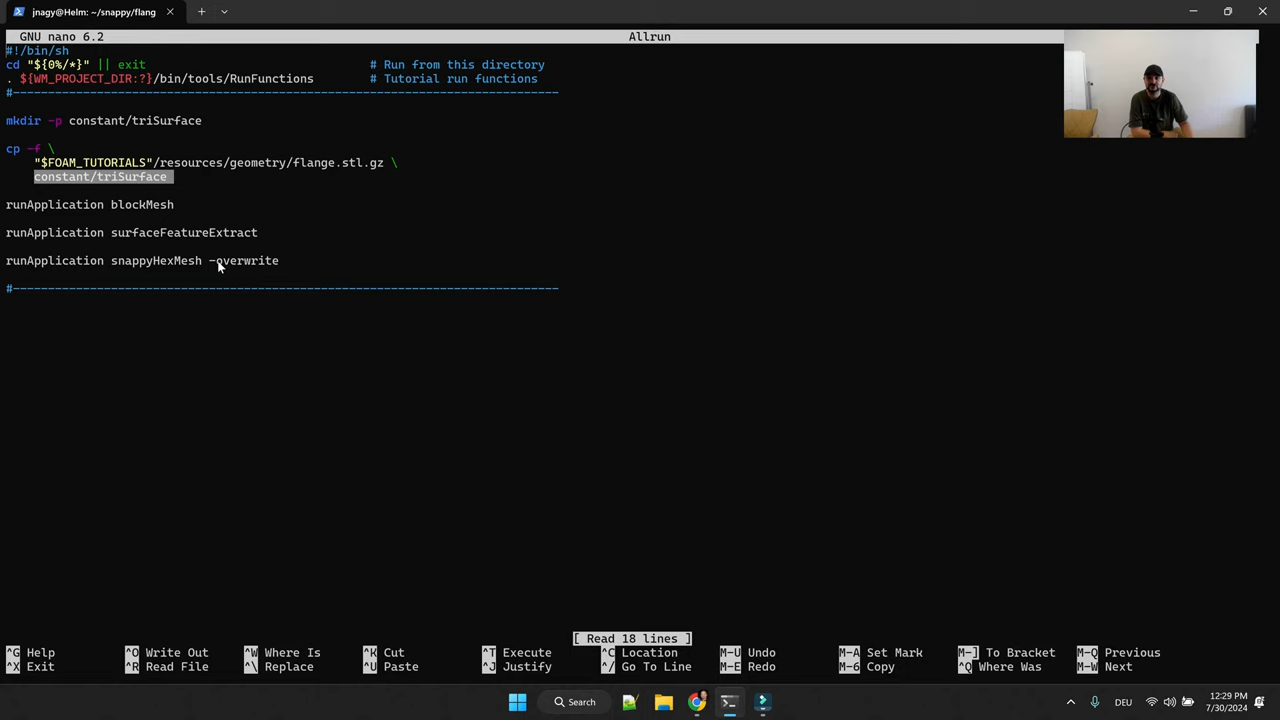 jnagy@Helm: ~/snappy/flang
GNU nano 6.2 Allrun
#!/bin/sh
cd "${0%/*}" || exit # Run from this directory
. ${WM_PROJECT_DIR:?}/bin/tools/RunFunctions # Tutorial run functions
#------------------------------------------------------------------------------
mkdir -p constant/triSurface
cp -f \
"$FOAM_TUTORIALS"/resources/geometry/flange.stl.gz \
constant/triSurface
runApplication blockMesh
runApplication surfaceFeatureExtract
runApplication snappyHexMesh -overwrite
#------------------------------------------------------------------------------
[ Read 18 lines ]
^G Help ^O Write Out ^W Where Is ^K Cut ^T Execute ^C Location M-U Undo M-A Set Mark M-] To Bracket M-Q Previous
^X Exit ^R Read File ^\ Replace ^U Paste ^J Justify ^/ Go To Line M-E Redo M-6 Copy ^Q Where Was M-W Next
Search
DEU
12:29 PM
7/30/2024